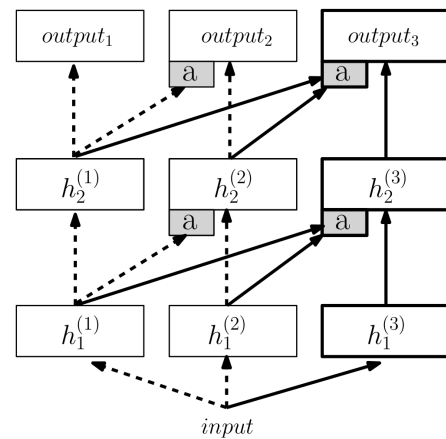 output₁ output₂ output₃
a a
h₂⁽¹⁾ h₂⁽²⁾ h₂⁽³⁾
a a
h₁⁽¹⁾ h₁⁽²⁾ h₁⁽³⁾
input